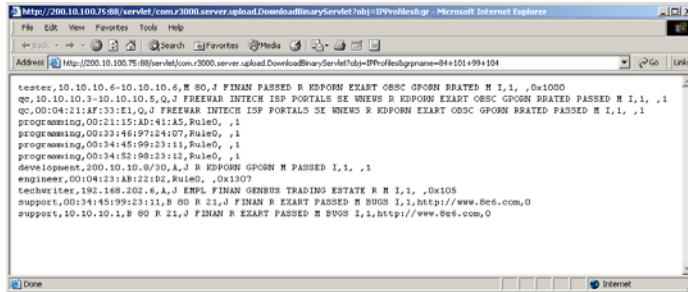 http://200.10.100.75:88/servlet/com.r3000.server.upload.DownloadBinaryServlet?obj=IPProfiles&gr - Microsoft Internet Explorer
File Edit View Favorites Tools Help
Back Search Favorites Media
Address http://200.10.100.75:88/servlet/com.r3000.server.upload.DownloadBinaryServlet?obj=IPProfiles&grpname=84+101+99+104 Go Links
tester,10.10.10.6-10.10.10.6,M 80,J FINAN PASSED R KDPORN EXART OBSC GPORN RRATED M I,1, ,0x1000
qe,10.10.10.3-10.10.10.5,Q,J FREEWAR INTECH ISP PORTALS SE WNEWS R KDPORN EXART OBSC GPORN RRATED PASSED M I,1, ,1
qc,00:04:21:AF:33:E1,Q,J FREEWAR INTECH ISP PORTALS SE WNEWS R KDPORN EXART OBSC GPORN RRATED PASSED M I,1, ,1
programming,00:21:15:AD:41:A5,Rule0, ,1
programming,00:33:46:97:24:07,Rule0, ,1
programming,00:34:45:99:23:11,Rule0, ,1
programming,00:34:52:98:23:12,Rule0, ,1
development,200.10.10.8/30,A,J R KDPORN GPORN M PASSED I,1, ,1
engineer,00:04:23:AB:22:D2,Rule0, ,0x1307
techwriter,192.168.202.6,A,J EMPL FINAN GENBUS TRADING ESTATE R M I,1, ,0x105
support,00:34:45:99:23:11,B 80 R 21,J FINAN R EXART PASSED M BUGS I,1,http://www.8e6.com,0
support,10.10.10.1,B 80 R 21,J FINAN R EXART PASSED M BUGS I,1,http://www.8e6.com,0
Done Internet